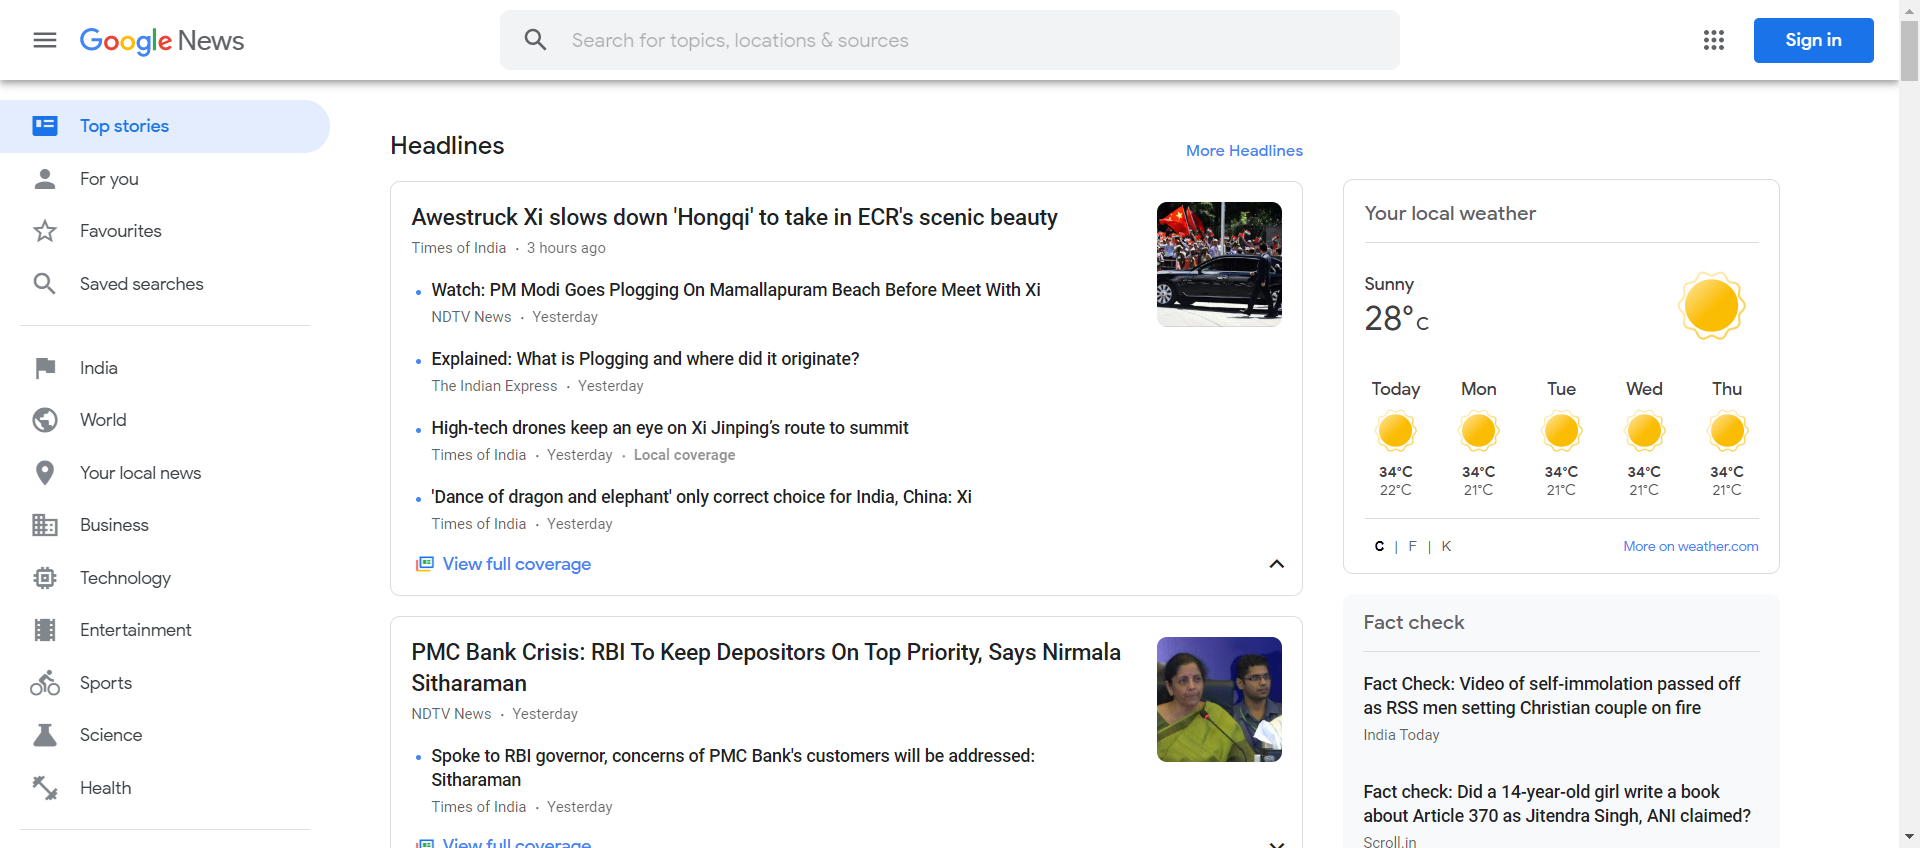 Google News
Search for topics, locations & sources
Sign in
Top stories
For you
Favourites
Saved searches
India
World
Your local news
Business
Technology
Entertainment
Sports
Science
Health
Headlines
More Headlines
Awestruck Xi slows down 'Hongqi' to take in ECR's scenic beauty
Times of India · 3 hours ago
Watch: PM Modi Goes Plogging On Mamallapuram Beach Before Meet With Xi
NDTV News · Yesterday
Explained: What is Plogging and where did it originate?
The Indian Express · Yesterday
High-tech drones keep an eye on Xi Jinping’s route to summit
Times of India · Yesterday · Local coverage
'Dance of dragon and elephant' only correct choice for India, China: Xi
Times of India · Yesterday
View full coverage
PMC Bank Crisis: RBI To Keep Depositors On Top Priority, Says Nirmala
Sitharaman
NDTV News · Yesterday
Spoke to RBI governor, concerns of PMC Bank's customers will be addressed:
Sitharaman
Times of India · Yesterday
View full coverage
Your local weather
Sunny
28°C
Today Mon Tue Wed Thu
34°C 34°C 34°C 34°C 34°C
22°C 21°C 21°C 21°C 21°C
C | F | K
More on weather.com
Fact check
Fact Check: Video of self-immolation passed off
as RSS men setting Christian couple on fire
India Today
Fact check: Did a 14-year-old girl write a book
about Article 370 as Jitendra Singh, ANI claimed?
Scroll.in